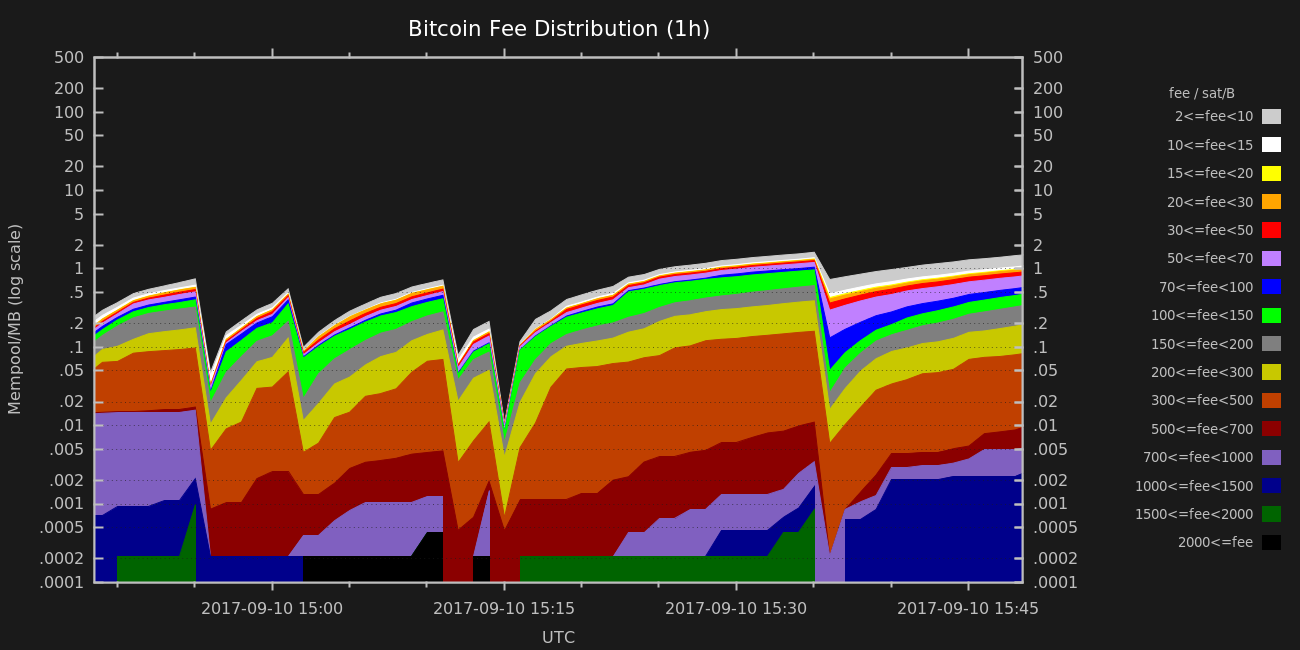 Bitcoin Fee Distribution (1h)
500 500
200 200
100 100
50 50
20 20
10 10
5 5
2 2
1 1
.5 .5
.2 .2
.1 .1
.05 .05
.02 .02
.01 .01
.005 .005
.002 .002
.001 .001
.0005 .0005
.0002 .0002
.0001 .0001
Mempool/MB (log scale)
2017-09-10 15:00 2017-09-10 15:15 2017-09-10 15:30 2017-09-10 15:45
UTC
fee / sat/B
2<=fee<10
10<=fee<15
15<=fee<20
20<=fee<30
30<=fee<50
50<=fee<70
70<=fee<100
100<=fee<150
150<=fee<200
200<=fee<300
300<=fee<500
500<=fee<700
700<=fee<1000
1000<=fee<1500
1500<=fee<2000
2000<=fee